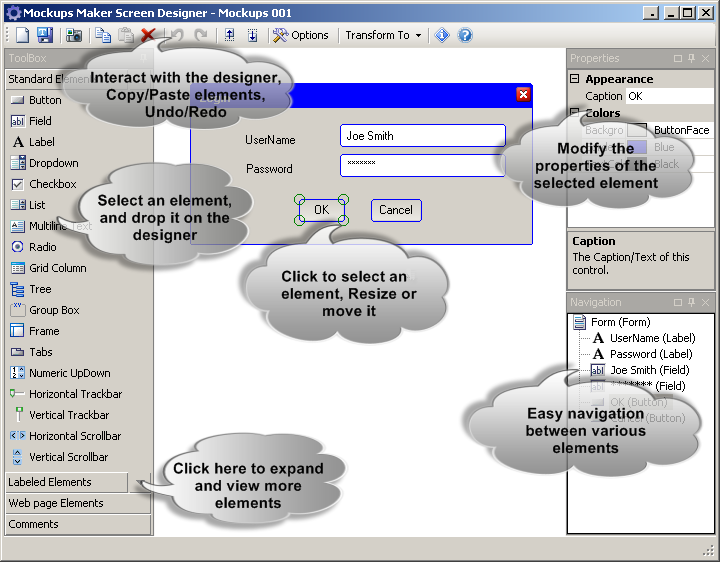 Mockups Maker Screen Designer - Mockups 001
Options
Transform To
ToolBox
Standard Elements
Button
Field
Label
Dropdown
Checkbox
List
Multiline Text
Radio
Grid Column
Tree
Group Box
Frame
Tabs
Numeric UpDown
Horizontal Trackbar
Vertical Trackbar
Horizontal Scrollbar
Vertical Scrollbar
Labeled Elements
Web page Elements
Comments
Interact with the designer,
Copy/Paste elements,
Undo/Redo
Select an element,
and drop it on the
designer
UserName
Joe Smith
Password
*******
OK
Cancel
Click to select an
element, Resize or
move it
Click here to expand
and view more
elements
Properties
Appearance
Caption OK
Colors
Backgro ButtonFace
Blue
Black
Modify the
properties of the
selected element
Caption
The Caption/Text of this
control.
Navigation
Form (Form)
UserName (Label)
Password (Label)
Joe Smith (Field)
******* (Field)
OK (Button)
Cancel (Button)
Easy navigation
between various
elements